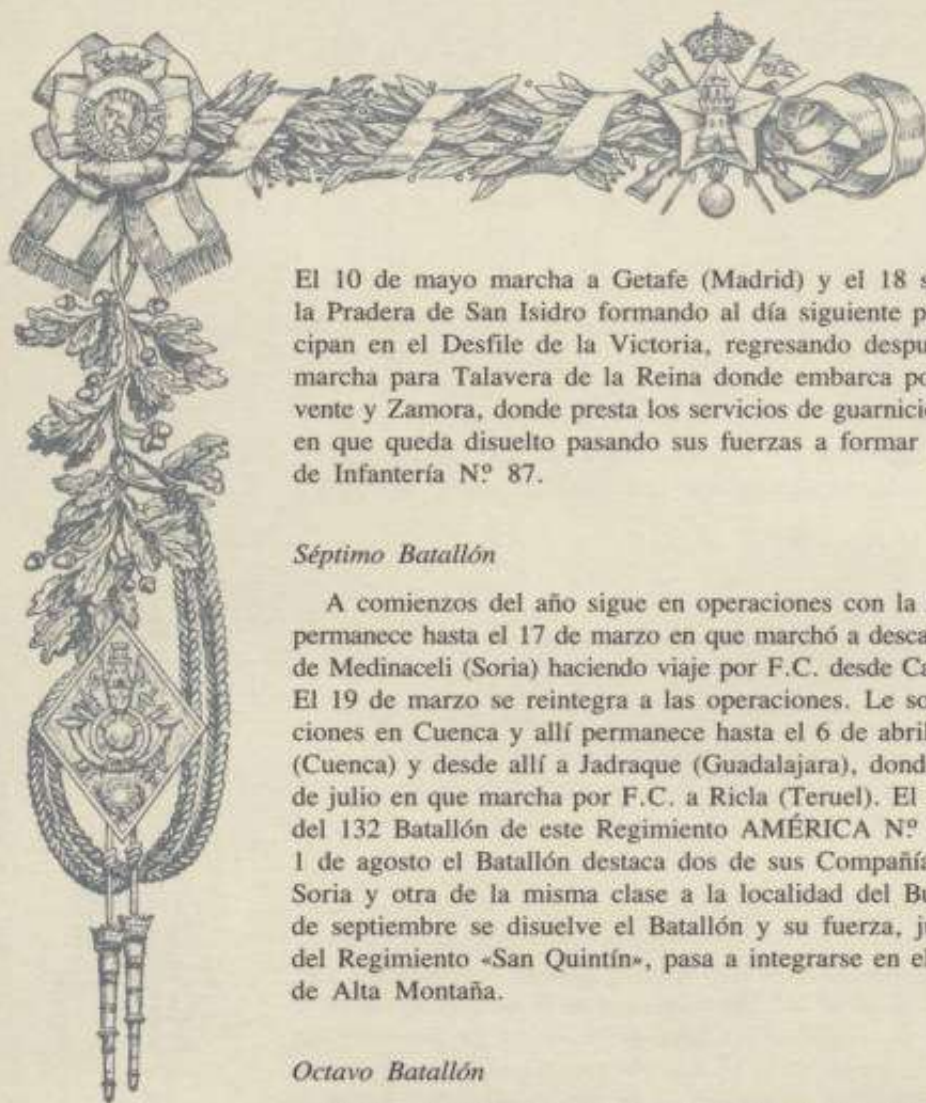 El 10 de mayo marcha a Getafe (Madrid) y el 18 s
la Pradera de San Isidro formando al día siguiente p
cipan en el Desfile de la Victoria, regresando despu
marcha para Talavera de la Reina donde embarca po
vente y Zamora, donde presta los servicios de guarnici
en que queda disuelto pasando sus fuerzas a formar
de Infantería N.º 87.
Séptimo Batallón
A comienzos del año sigue en operaciones con la
permanece hasta el 17 de marzo en que marchó a desca
de Medinaceli (Soria) haciendo viaje por F.C. desde Ca
El 19 de marzo se reintegra a las operaciones. Le so
ciones en Cuenca y allí permanece hasta el 6 de abril
(Cuenca) y desde allí a Jadraque (Guadalajara), dond
de julio en que marcha por F.C. a Ricla (Teruel). El
del 132 Batallón de este Regimiento AMÉRICA N.º
1 de agosto el Batallón destaca dos de sus Compañía
Soria y otra de la misma clase a la localidad del Bu
de septiembre se disuelve el Batallón y su fuerza, ju
del Regimiento «San Quintín», pasa a integrarse en el
de Alta Montaña.
Octavo Batallón